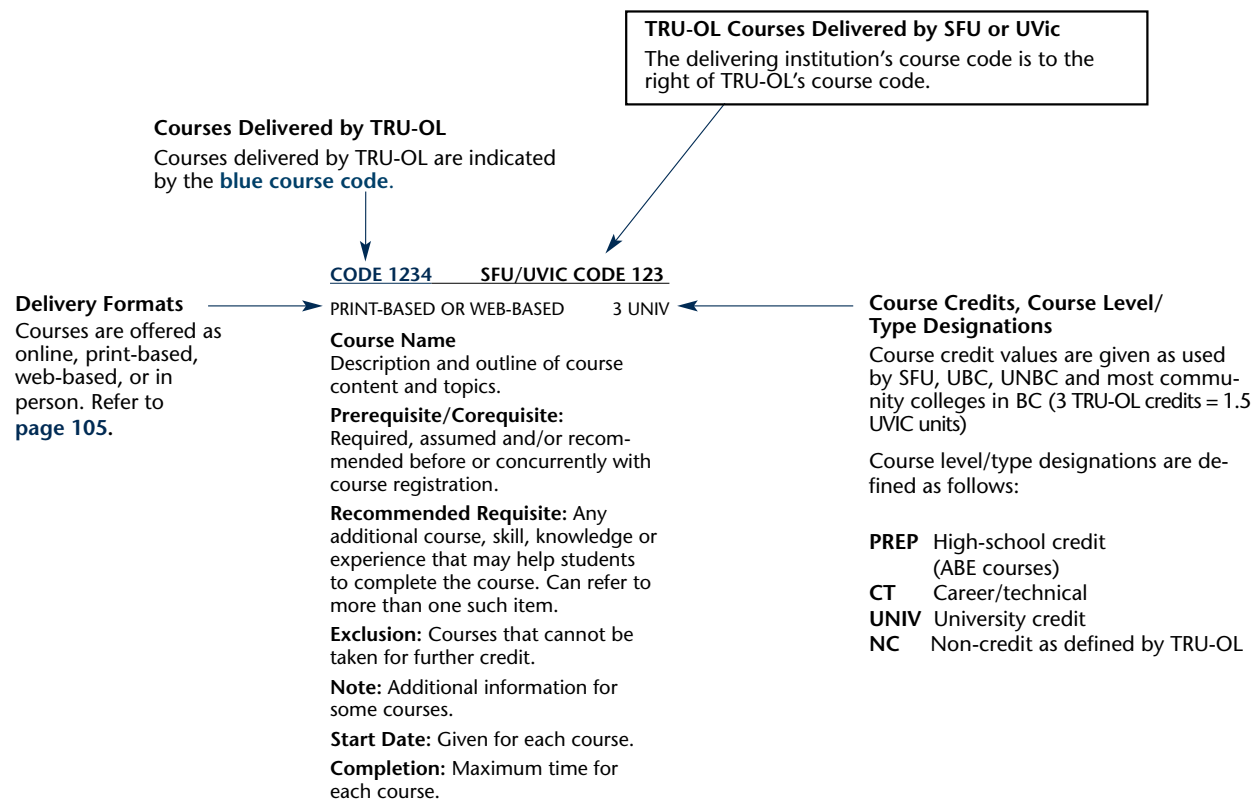 TRU-OL Courses Delivered by SFU or UVic
The delivering institution's course code is to the
right of TRU-OL's course code.
Courses Delivered by TRU-OL
Courses delivered by TRU-OL are indicated
by the blue course code.
CODE 1234 SFU/UVIC CODE 123
PRINT-BASED OR WEB-BASED 3 UNIV
Course Name
Description and outline of course
content and topics.
Prerequisite/Corequisite:
Required, assumed and/or recom-
mended before or concurrently with
course registration.
Recommended Requisite: Any
additional course, skill, knowledge or
experience that may help students
to complete the course. Can refer to
more than one such item.
Exclusion: Courses that cannot be
taken for further credit.
Note: Additional information for
some courses.
Start Date: Given for each course.
Completion: Maximum time for
each course.
Delivery Formats
Courses are offered as
online, print-based,
web-based, or in
person. Refer to
page 105.
Course Credits, Course Level/
Type Designations
Course credit values are given as used
by SFU, UBC, UNBC and most commu-
nity colleges in BC (3 TRU-OL credits = 1.5
UVIC units)
Course level/type designations are de-
fined as follows:
PREP High-school credit
(ABE courses)
CT Career/technical
UNIV University credit
NC Non-credit as defined by TRU-OL